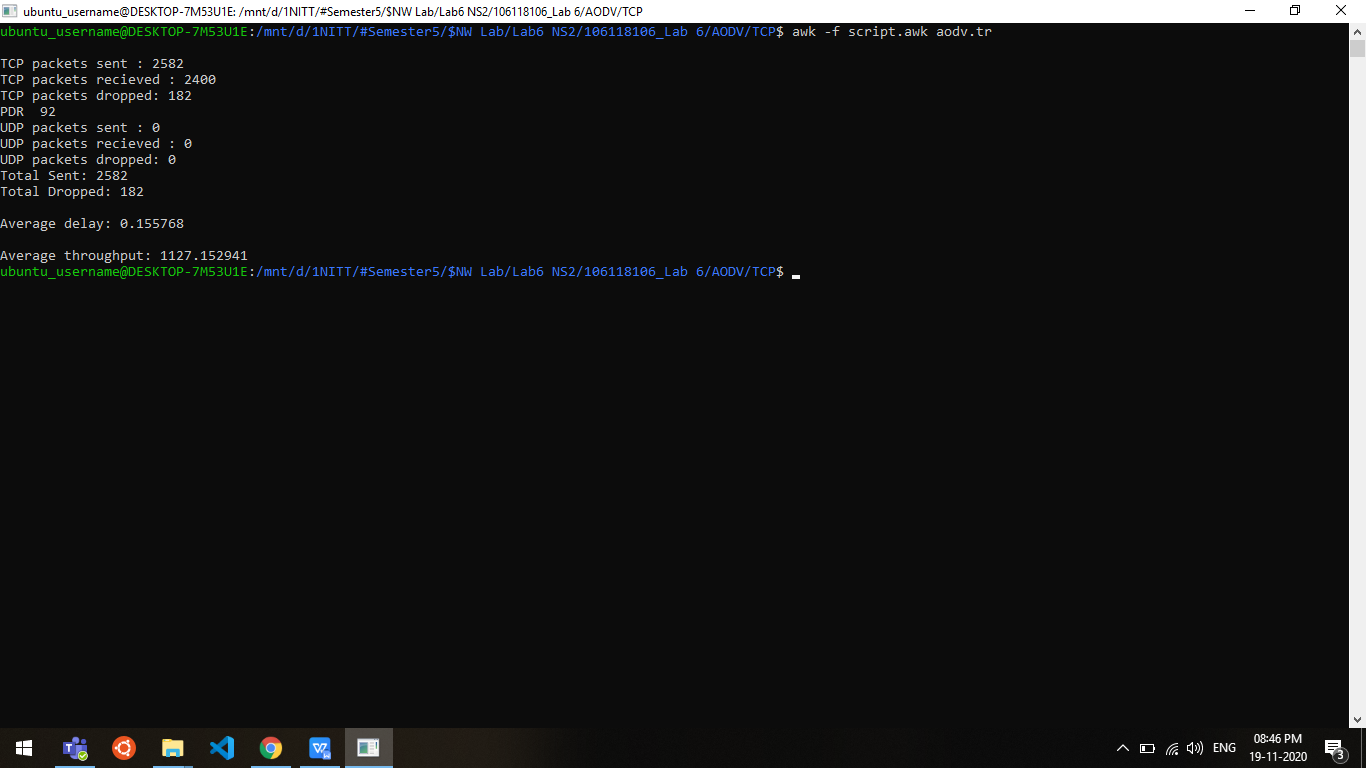 ubuntu_username@DESKTOP-7M53U1E: /mnt/d/1NITT/#Semester5/$NW Lab/Lab6 NS2/106118106_Lab 6/AODV/TCP
ubuntu_username@DESKTOP-7M53U1E:/mnt/d/1NITT/#Semester5/$NW Lab/Lab6 NS2/106118106_Lab 6/AODV/TCP$ awk -f script.awk aodv.tr
TCP packets sent : 2582
TCP packets recieved : 2400
TCP packets dropped: 182
PDR  92
UDP packets sent : 0
UDP packets recieved : 0
UDP packets dropped: 0
Total Sent: 2582
Total Dropped: 182
Average delay: 0.155768
Average throughput: 1127.152941
ubuntu_username@DESKTOP-7M53U1E:/mnt/d/1NITT/#Semester5/$NW Lab/Lab6 NS2/106118106_Lab 6/AODV/TCP$
ENG
08:46 PM
19-11-2020
3